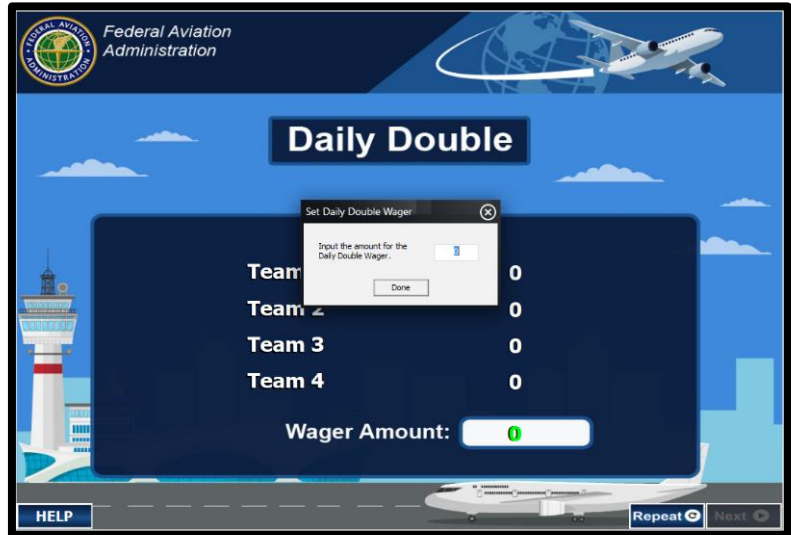 Federal Aviation
Administration
FEDERAL AVIATION
ADMINISTRATION
Daily Double
Set Daily Double Wager
Input the amount for the
Daily Double Wager.
0
Done
Team 0
Team 2 0
Team 3 0
Team 4 0
Wager Amount: 0
HELP
Repeat
Next